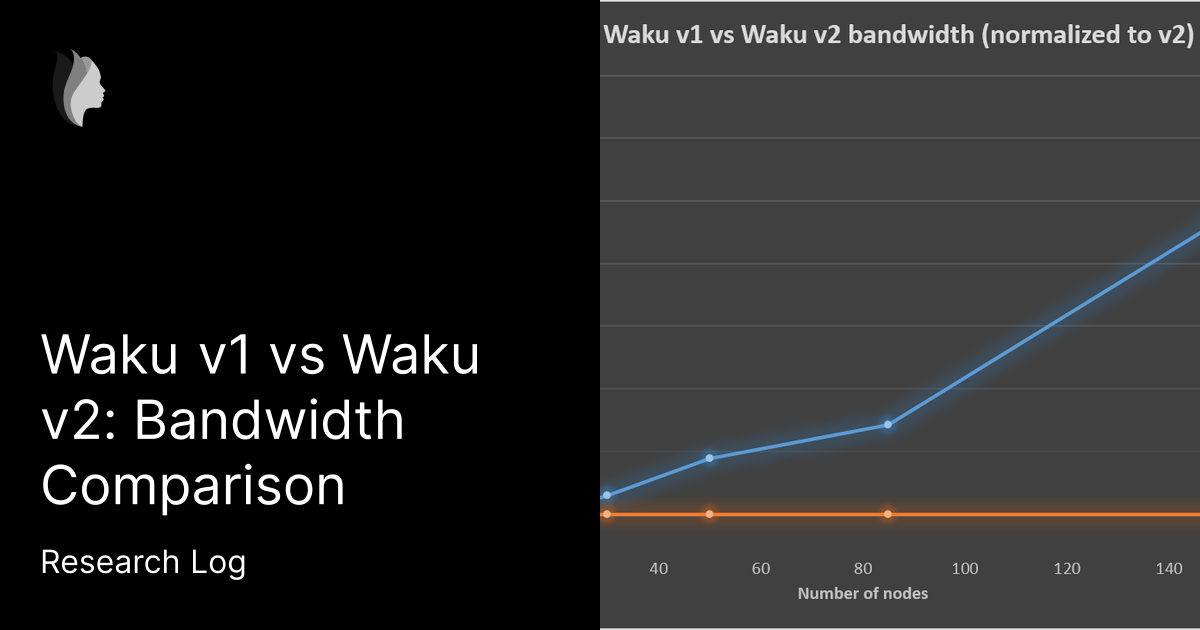 Waku v1 vs Waku
v2: Bandwidth
Comparison
Research Log
Waku v1 vs Waku v2 bandwidth (normalized to v2)
40 60 80 100 120 140
Number of nodes